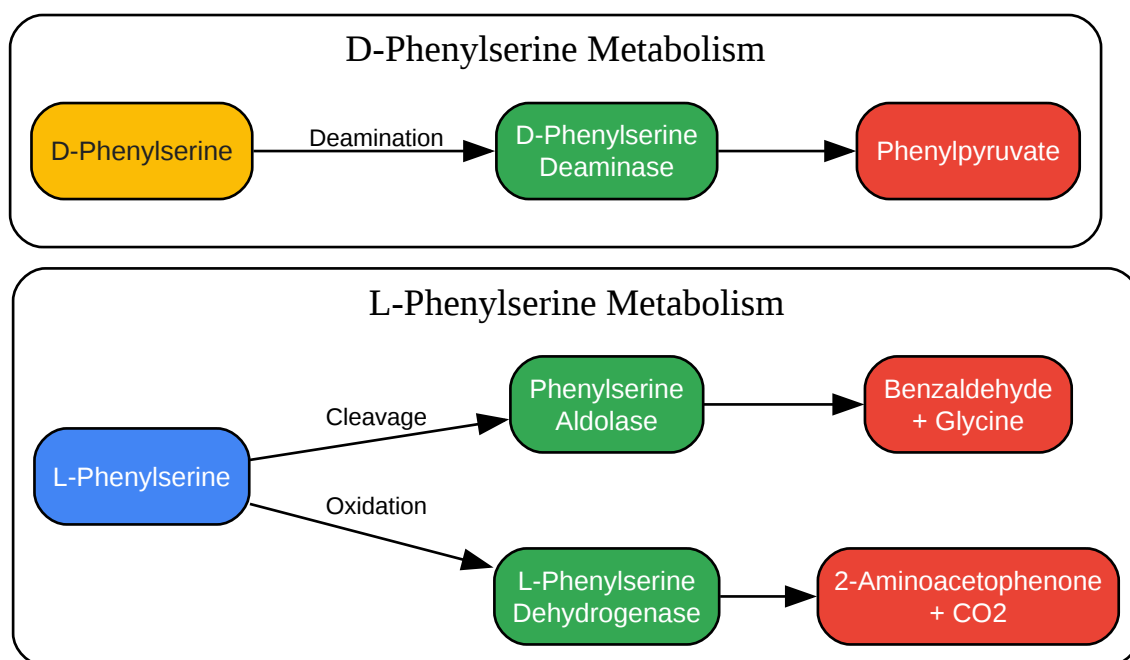 D-Phenylserine Metabolism
D-Phenylserine
Deamination
D-Phenylserine
Deaminase
Phenylpyruvate
L-Phenylserine Metabolism
L-Phenylserine
Cleavage
Phenylserine
Aldolase
Benzaldehyde
+ Glycine
Oxidation
L-Phenylserine
Dehydrogenase
2-Aminoacetophenone
+ CO2